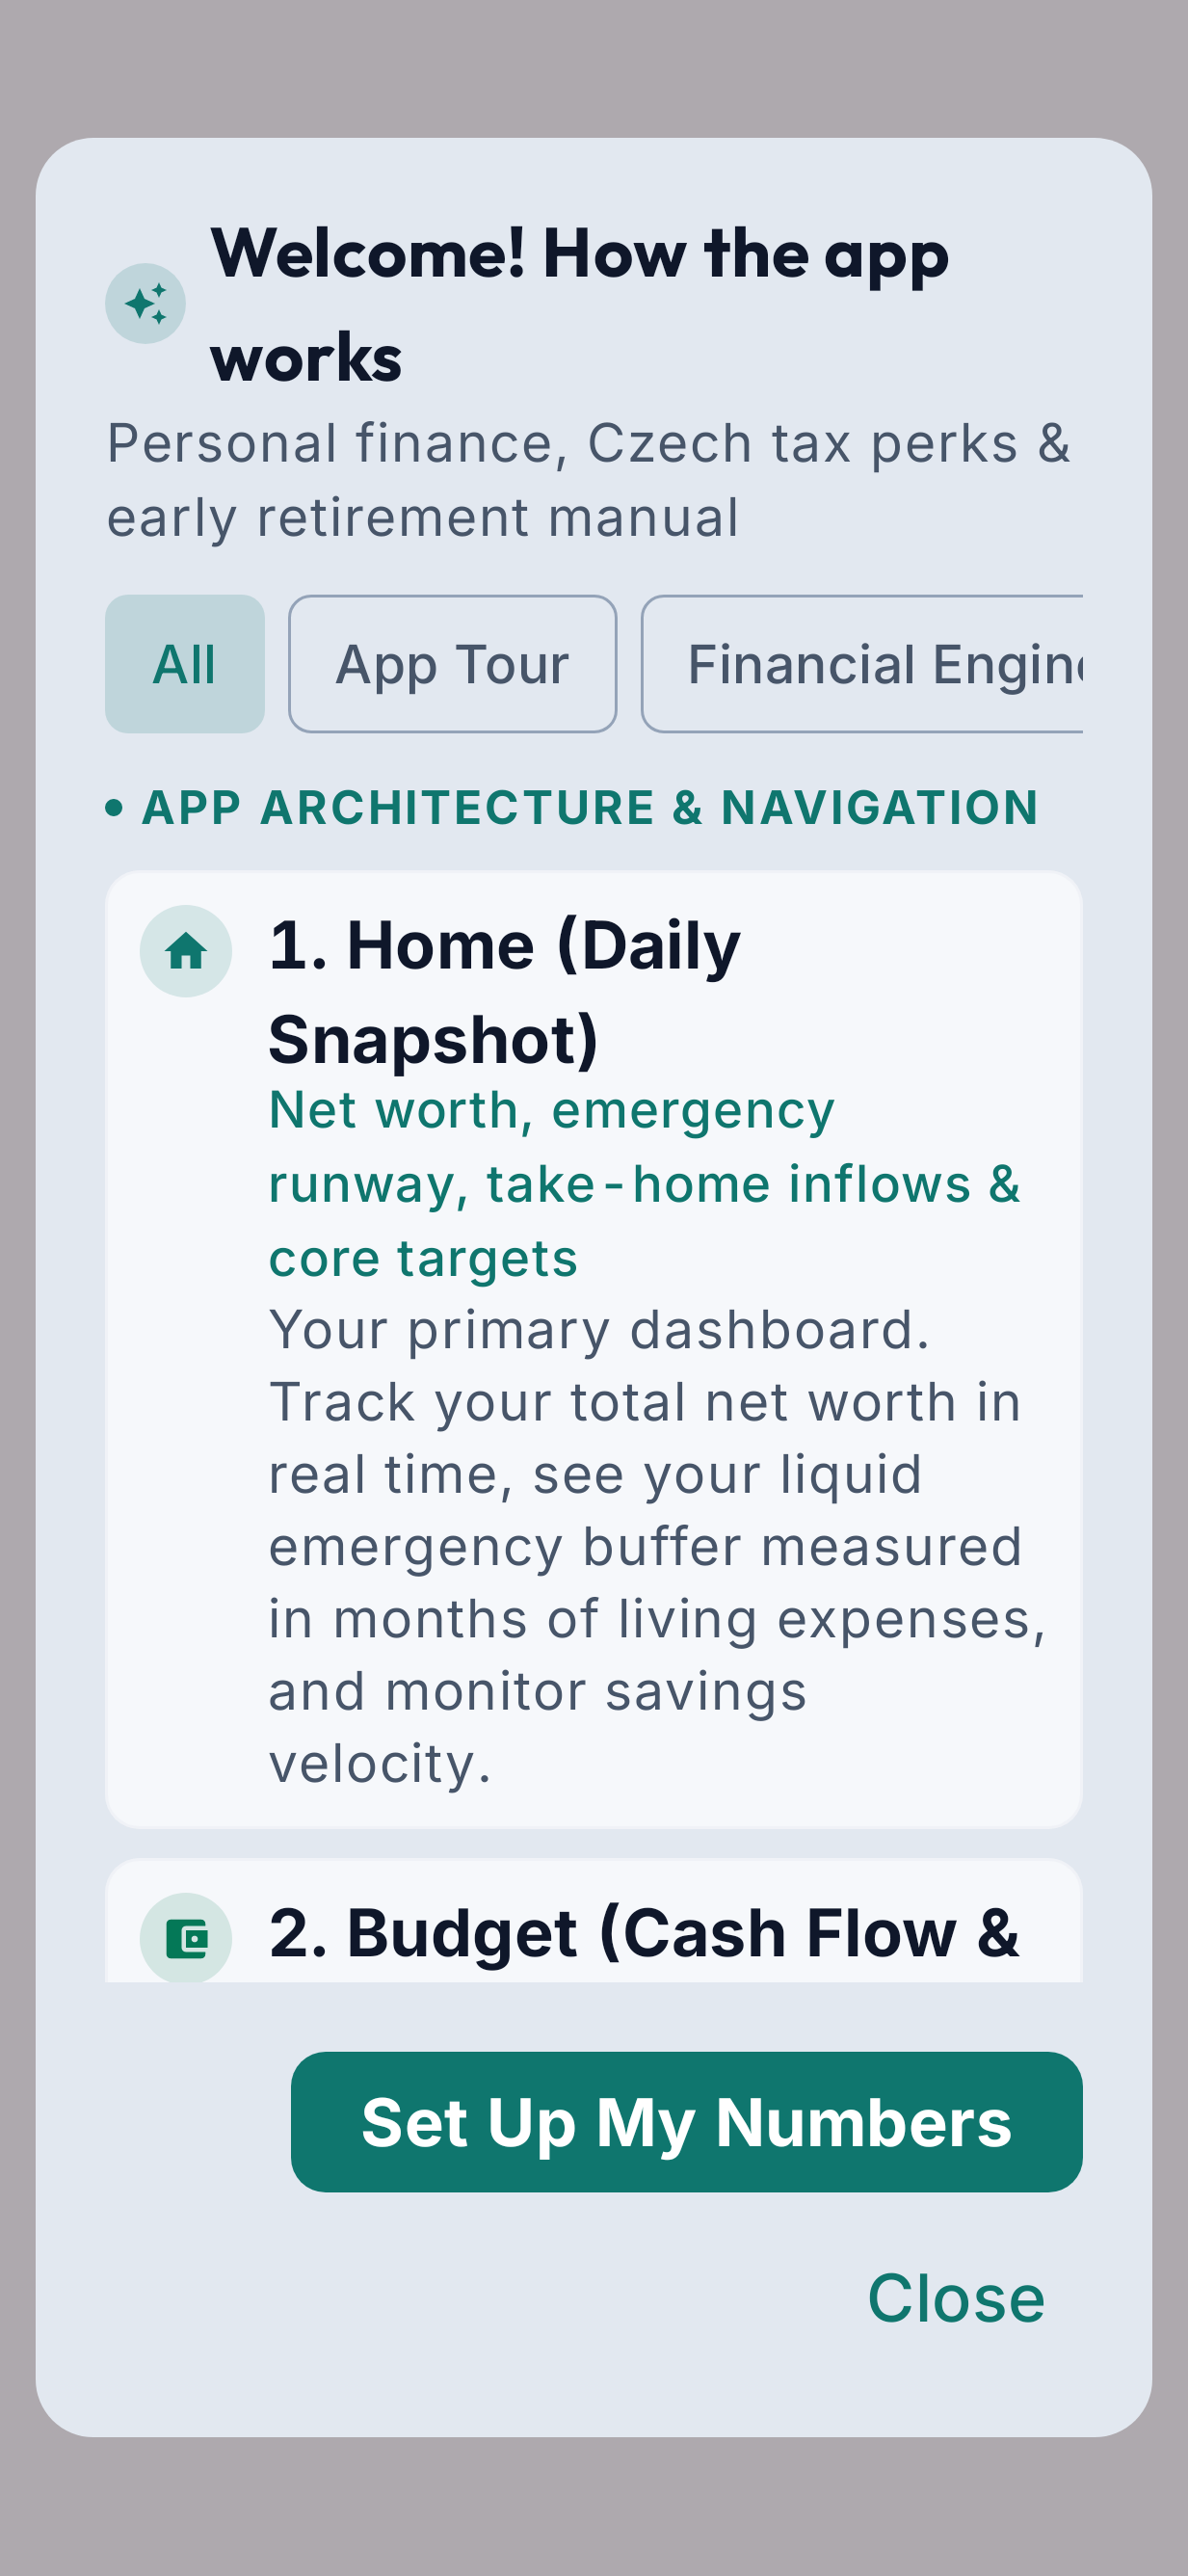 Welcome! How the app
works
Personal finance, Czech tax perks &
early retirement manual
All
App Tour
Financial Engine
• APP ARCHITECTURE & NAVIGATION
1. Home (Daily
Snapshot)
Net worth, emergency
runway, take-home inflows &
core targets
Your primary dashboard.
Track your total net worth in
real time, see your liquid
emergency buffer measured
in months of living expenses,
and monitor savings
velocity.
2. Budget (Cash Flow &
Set Up My Numbers
Close